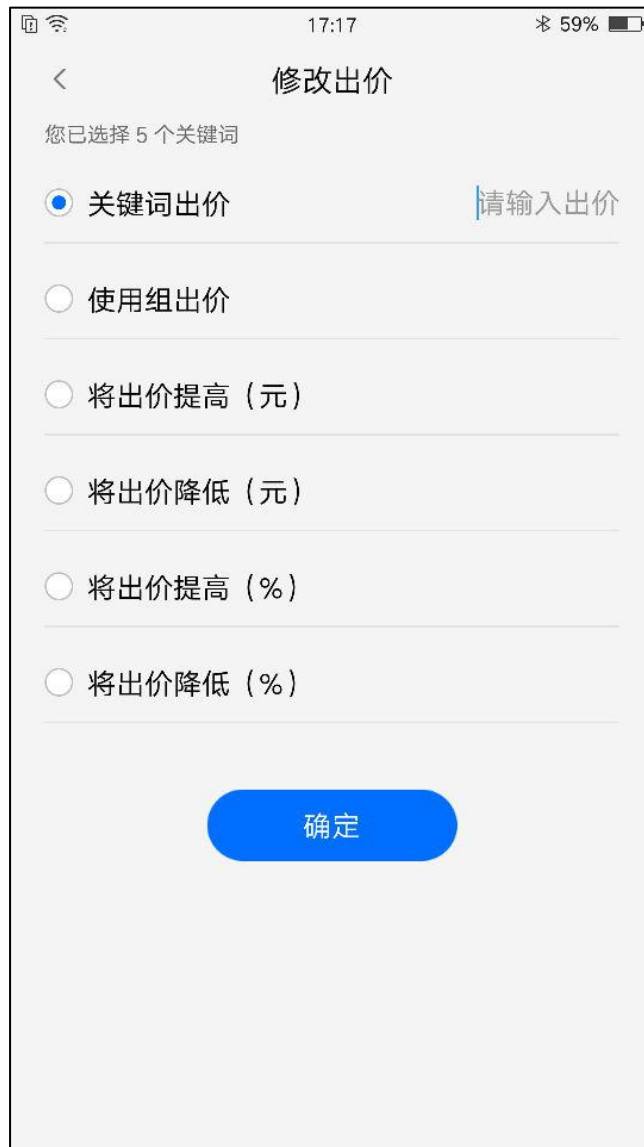 17:17 59%
修改出价
您已选择 5 个关键词
关键词出价 请输入出价
使用组出价
将出价提高（元）
将出价降低（元）
将出价提高（%）
将出价降低（%）
确定